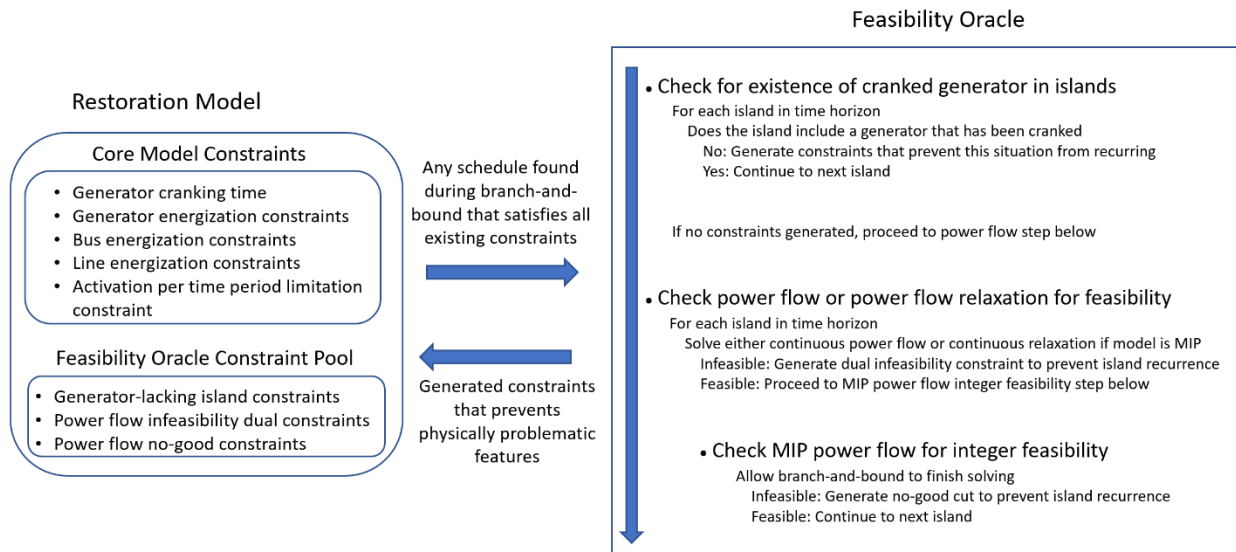 Restoration Model
Core Model Constraints
• Generator cranking time
• Generator energization constraints
• Bus energization constraints
• Line energization constraints
• Activation per time period limitation
constraint
Feasibility Oracle Constraint Pool
• Generator-lacking island constraints
• Power flow infeasibility dual constraints
• Power flow no-good constraints
Any schedule found
during branch-and-
bound that satisfies all
existing constraints
Generated constraints
that prevents
physically problematic
features
Feasibility Oracle
• Check for existence of cranked generator in islands
For each island in time horizon
Does the island include a generator that has been cranked
No: Generate constraints that prevent this situation from recurring
Yes: Continue to next island
If no constraints generated, proceed to power flow step below
• Check power flow or power flow relaxation for feasibility
For each island in time horizon
Solve either continuous power flow or continuous relaxation if model is MIP
Infeasible: Generate dual infeasibility constraint to prevent island recurrence
Feasible: Proceed to MIP power flow integer feasibility step below
• Check MIP power flow for integer feasibility
Allow branch-and-bound to finish solving
Infeasible: Generate no-good cut to prevent island recurrence
Feasible: Continue to next island